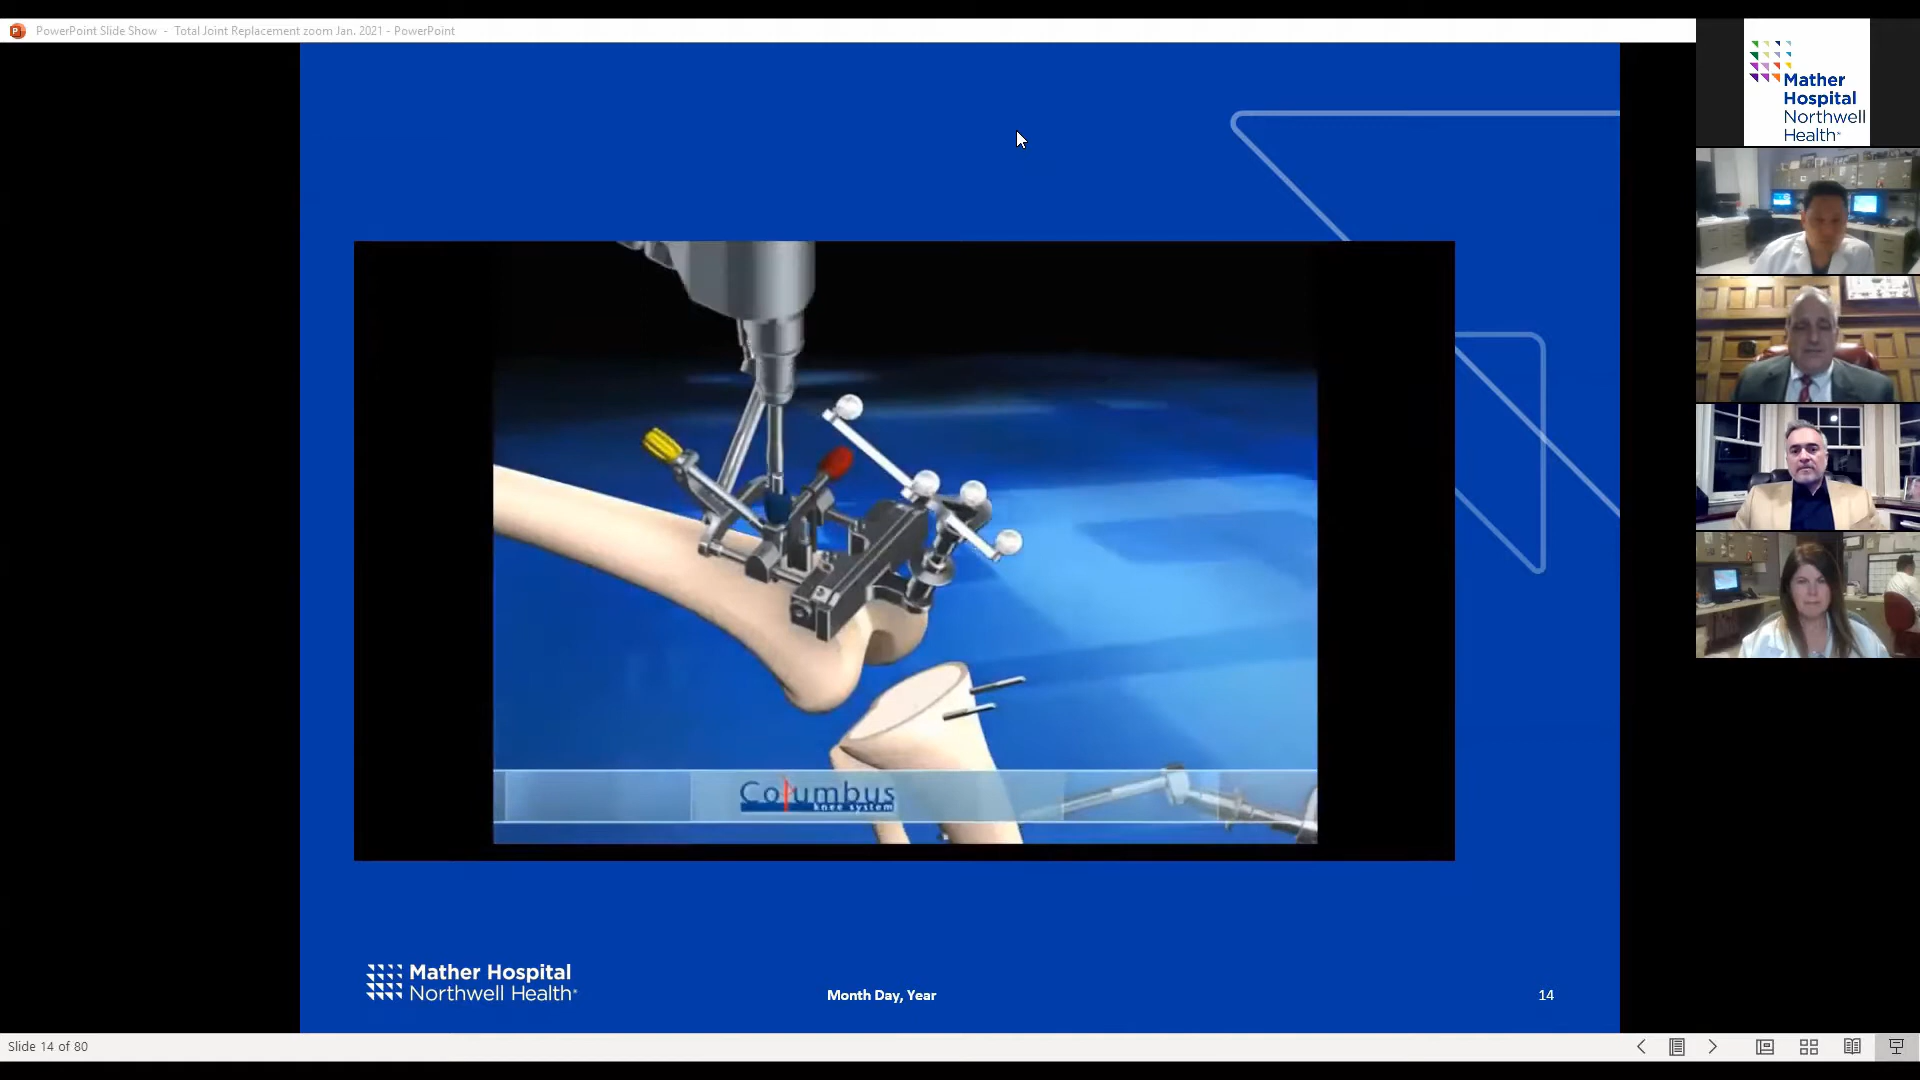 PowerPoint Slide Show - Total Joint Replacement zoom Jan. 2021 - PowerPoint
Mather
Hospital
Northwell
Health
Columbus
knee system
Mather Hospital
Northwell Health
Month Day, Year
14
Slide 14 of 80